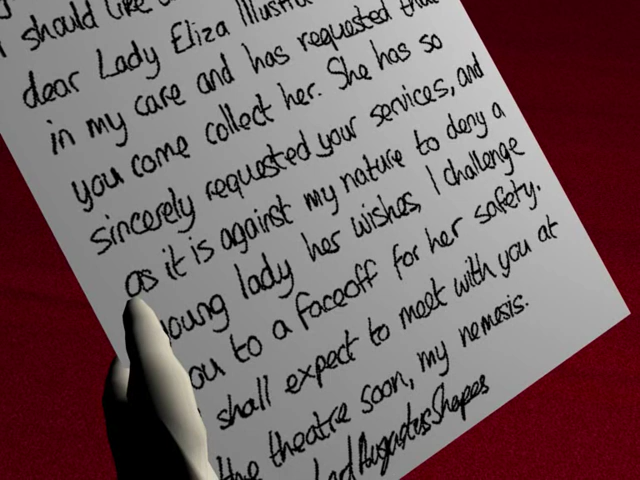 I should like
dear Lady Eliza
in my care and has requested that
you come collect her. She has so
sincerely requested your services, and
as it is against my nature to deny a
young lady her wishes, I challenge
you to a faceoff for her safety.
shall expect to meet with you at
the theatre soon, my nemesis.
Lord Augustus Shapes